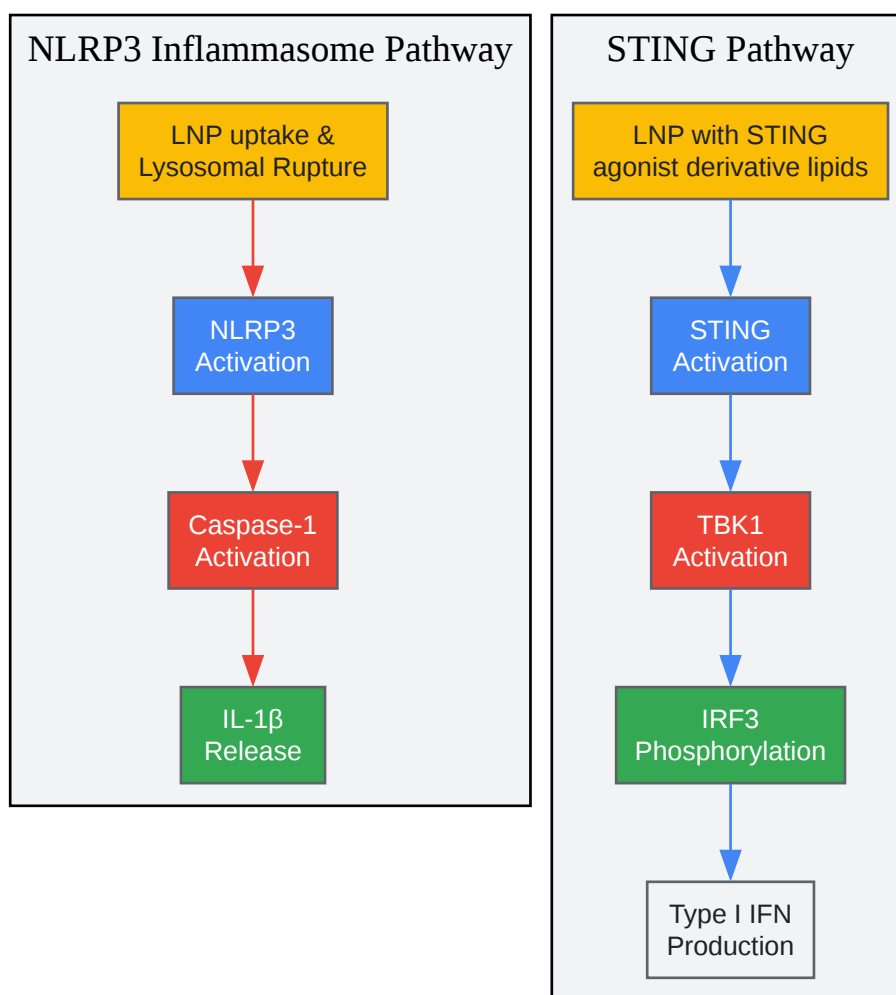 NLRP3 Inflammasome Pathway
LNP uptake &
Lysosomal Rupture
NLRP3
Activation
Caspase-1
Activation
IL-1β
Release
STING Pathway
LNP with STING
agonist derivative lipids
STING
Activation
TBK1
Activation
IRF3
Phosphorylation
Type I IFN
Production